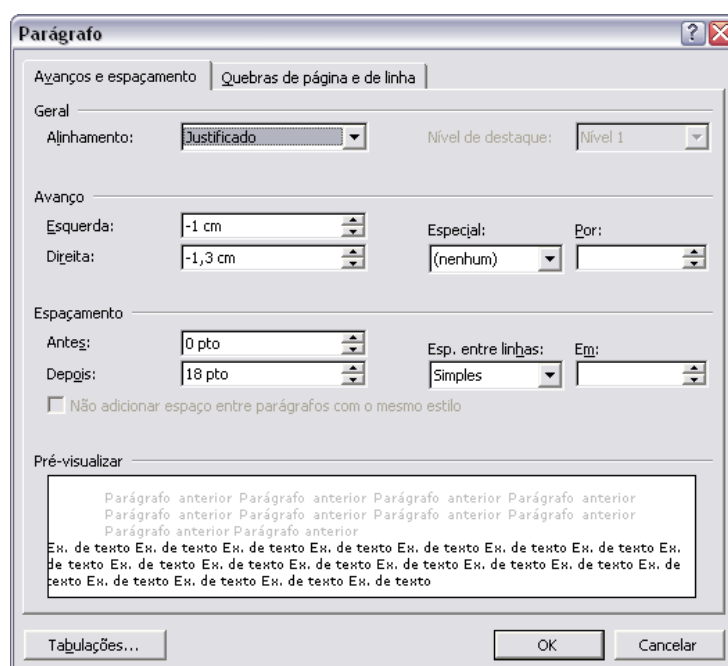 Parágrafo
Avanços e espaçamento Quebras de página e de linha
Geral
Alinhamento: Justificado Nível de destaque: Nível 1
Avanço
Esquerda: -1 cm Especial: Por:
Direita: -1,3 cm (nenhum)
Espaçamento
Antes: 0 pto Esp. entre linhas: Em:
Depois: 18 pto Simples
Não adicionar espaço entre parágrafos com o mesmo estilo
Pré-visualizar
Parágrafo anterior Parágrafo anterior Parágrafo anterior Parágrafo anterior
Parágrafo anterior Parágrafo anterior Parágrafo anterior Parágrafo anterior
Parágrafo anterior Parágrafo anterior
Ex. de texto Ex. de texto Ex. de texto Ex. de texto Ex. de texto Ex. de texto Ex.
de texto Ex. de texto Ex. de texto Ex. de texto Ex. de texto Ex. de texto Ex. de
texto Ex. de texto Ex. de texto Ex. de texto Ex. de texto
Tabulações... OK Cancelar